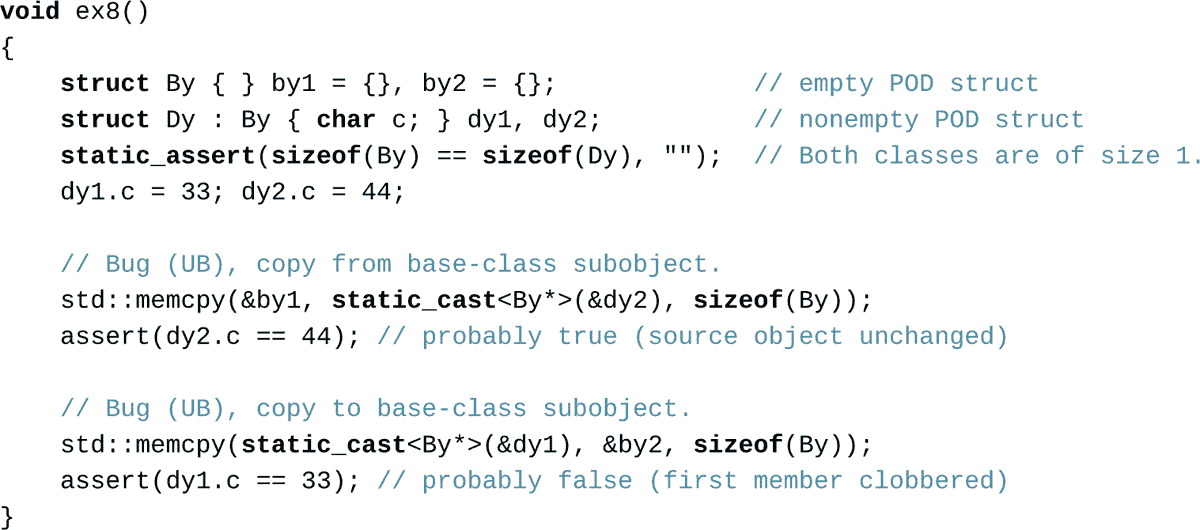 void ex8()
{
    struct By { } by1 = {}, by2 = {};             // empty POD struct
    struct Dy : By { char c; } dy1, dy2;          // nonempty POD struct
    static_assert(sizeof(By) == sizeof(Dy), "");  // Both classes are of size 1.
    dy1.c = 33; dy2.c = 44;

    // Bug (UB), copy from base-class subobject.
    std::memcpy(&by1, static_cast<By*>(&dy2), sizeof(By));
    assert(dy2.c == 44); // probably true (source object unchanged)

    // Bug (UB), copy to base-class subobject.
    std::memcpy(static_cast<By*>(&dy1), &by2, sizeof(By));
    assert(dy1.c == 33); // probably false (first member clobbered)
}